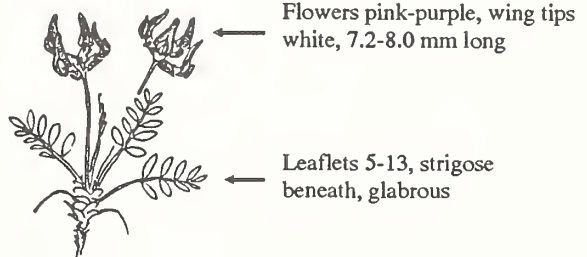 Flowers pink-purple, wing tips
white, 7.2-8.0 mm long
Leaflets 5-13, strigose
beneath, glabrous